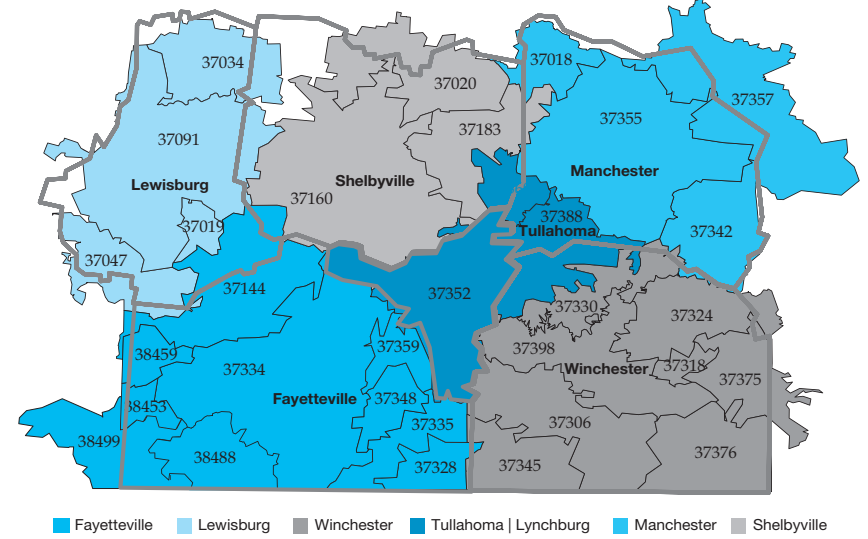 37034
37018
37020
37357
37355
37183
37091
Manchester
Shelbyville
Lewisburg
37160
37388
37019
Tullahoma
37342
37047
37144
37352
37330
37324
37359
37398
38459
37318
37334
Winchester
37375
Fayetteville
37348
38453
37335
37306
38499
37376
38488
37328
37345
Fayetteville
Lewisburg
Winchester
Tullahoma | Lynchburg
Manchester
Shelbyville